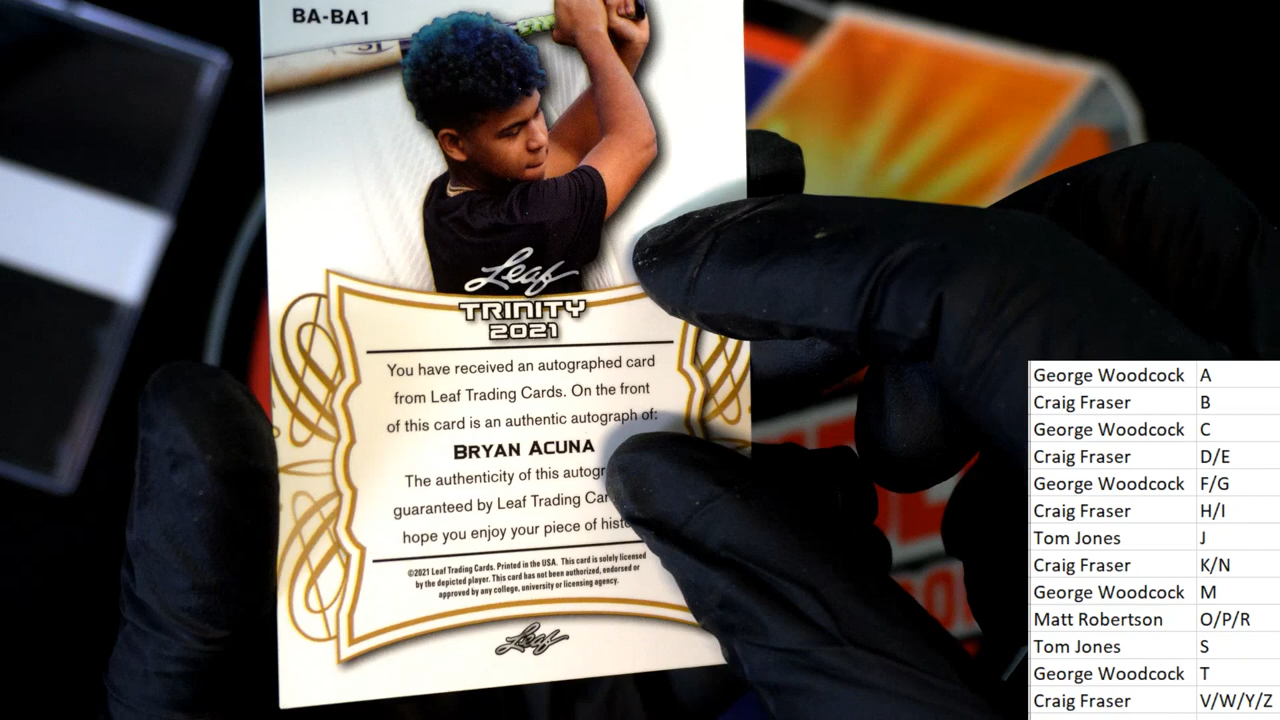 BA-BA1
Leaf
TRINITY
2021
You have received an autographed card
from Leaf Trading Cards. On the front
of this card is an authentic autograph of:
BRYAN ACUNA
The authenticity of this
guaranteed by Leaf Trading
hope you enjoy your piece of
©2021 Leaf Trading Cards. Printed in the USA. This card is solely licensed
by the depicted player. This card has not been authorized, endorsed or
approved by any college, university or licensing agency.
Leaf
George Woodcock A
Craig Fraser B
George Woodcock C
Craig Fraser D/E
George Woodcock F/G
Craig Fraser H/I
Tom Jones J
Craig Fraser K/N
George Woodcock M
Matt Robertson O/P/R
Tom Jones S
George Woodcock T
Craig Fraser V/W/Y/Z